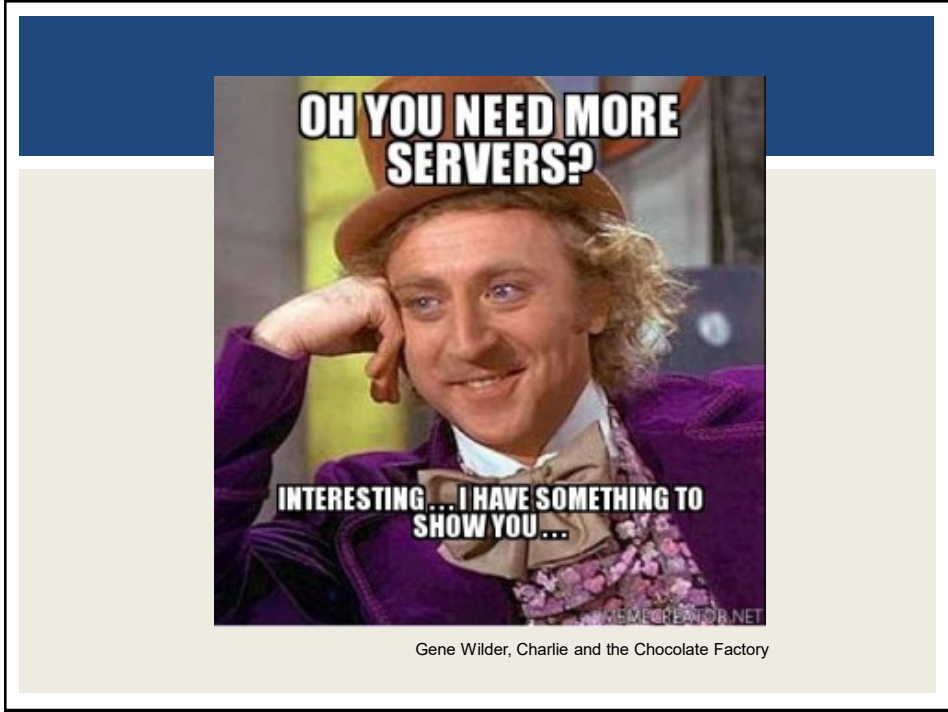 OH YOU NEED MORE
SERVERS?
INTERESTING...I HAVE SOMETHING TO
SHOW YOU...
MEMECREATOR.NET
Gene Wilder, Charlie and the Chocolate Factory